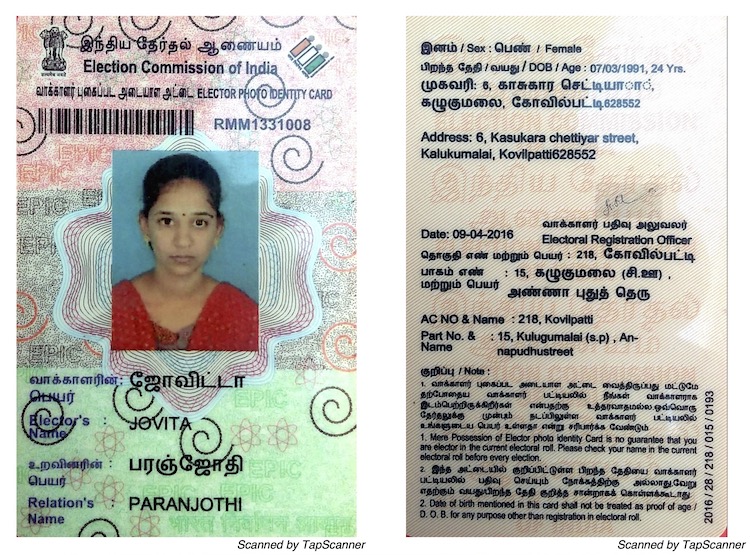 இந்திய தேர்தல் ஆணையம்
Election Commission of India
வாக்காளர் புகைப்பட அடையாள அட்டை ELECTOR PHOTO IDENTITY CARD
RMM1331008
வாக்காளரின் : ஜோவிட்டா
பெயர்
Elector's : JOVITA
Name
உறவினரின் : பரஞ்ஜோதி
பெயர்
Relation's : PARANJOTHI
Name
Scanned by TapScanner
இனம் / Sex : பெண் / Female
பிறந்த தேதி / வயது / DOB / Age : 07/03/1991, 24 Yrs.
முகவரி: 6, காசுகார செட்டியாா்,
கழுகுமலை, கோவில்பட்டி628552
Address: 6, Kasukara chettiyar street,
Kalukumalai, Kovilpatti628552
Date: 09-04-2016
வாக்காளர் பதிவு அலுவலர்
Electoral Registration Officer
தொகுதி எண் மற்றும் பெயர் : 218, கோவில்பட்டி
பாகம் எண் : 15, கழுகுமலை (சி.ஊ) ,
மற்றும் பெயர் அண்ணா புதுத் தெரு
AC NO & Name : 218, Kovilpatti
Part No. & : 15, Kulugumalai (s.p) , An-
Name napudhustreet
குறிப்பு / Note :
1. வாக்காளர் புகைப்பட அடையாள அட்டை வைத்திருப்பது மட்டுமே
தற்போதைய வாக்காளர் பட்டியலில் நீங்கள் வாக்காளராக
இடம்பெற்றிருக்கிறீர்கள் என்பதற்கு உத்தரவாதமல்ல.ஒவ்வொரு
தேர்தலுக்கு முன்பும் நடப்பிலுள்ள வாக்காளர் பட்டியலில்
உங்களுடைய பெயர் உள்ளதா என்று சரிபார்க்க வேண்டும்
1. Mere Possession of Elector photo identity Card is no guarantee that you
are elector in the current electoral roll. Please check your name in the current
electoral roll before every election.
2. இந்த அட்டையில் குறிப்பிட்டுள்ள பிறந்த தேதியை வாக்காளர்
பட்டியலில் பதிவு செய்யும் நோக்கத்திற்கு அல்லாது,வேறு
எதற்கும் வயது/பிறந்த தேதி குறித்த சான்றாகக் கொள்ளக்கூடாது
2. Date of birth mentioned in this card shall not be treated as proof of age /
D. O. B. for any purpose other than registration in electoral roll.
2016 / 28 / 218 / 015 / 0193
Scanned by TapScanner